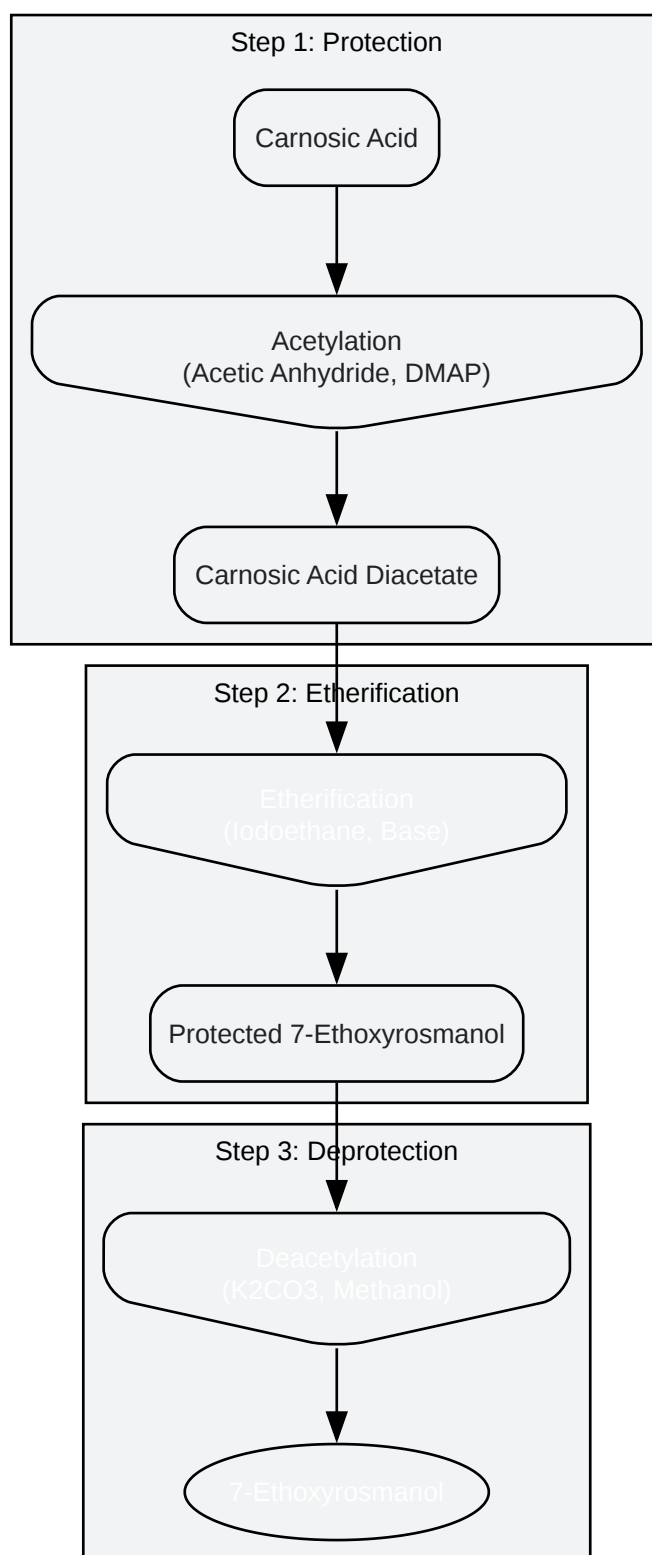 Step 1: Protection
Carnosic Acid
Acetylation
(Acetic Anhydride, DMAP)
Carnosic Acid Diacetate
Step 2: Etherification
Etherification
(Iodoethane, Base)
Protected 7-Ethoxyrosmanol
Step 3: Deprotection
Deacetylation
(K2CO3, Methanol)
7-Ethoxyrosmanol